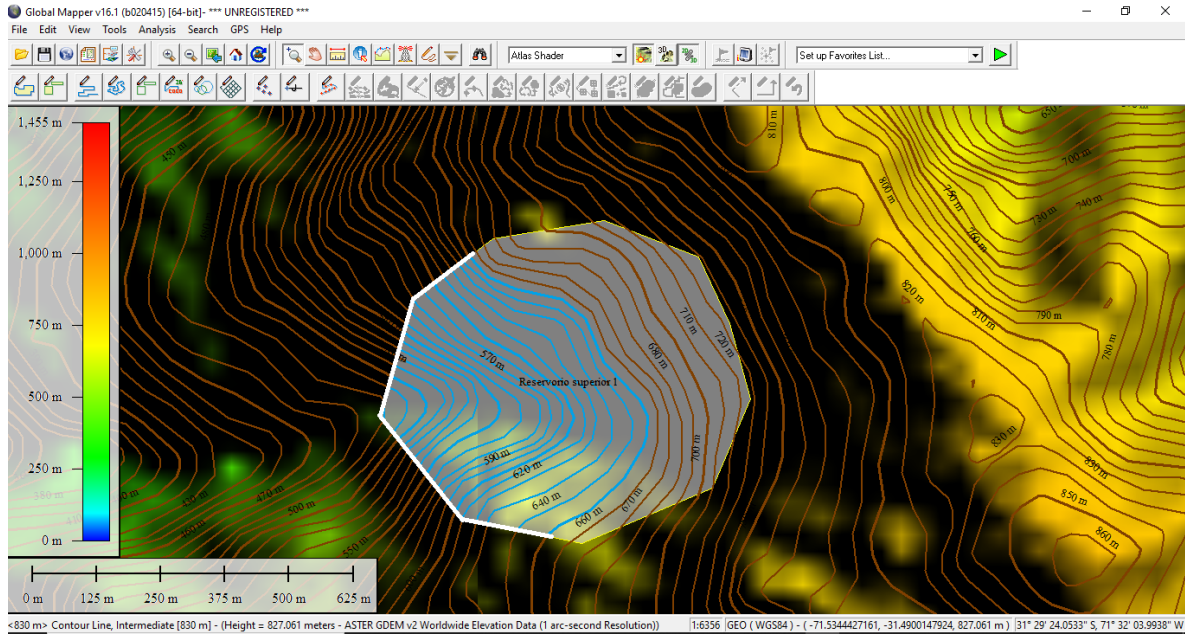 Global Mapper v16.1 (b020415) [64-bit]- *** UNREGISTERED ***
File Edit View Tools Analysis Search GPS Help
Atlas Shader
Set up Favorites List...
1,455 m
1,250 m
1,000 m
750 m
500 m
250 m
0 m
450 m
810 m
650 m
700 m
800 m
750 m
740 m
730 m
760 m
820 m
810 m
790 m
780 m
710 m
720 m
680 m
570 m
Reservorio superior 1
590 m
620 m
640 m
660 m
670 m
700 m
830 m
830 m
850 m
860 m
380 m
430 m
470 m
500 m
550 m
0 m 125 m 250 m 375 m 500 m 625 m
<830 m> Contour Line, Intermediate [830 m] - (Height = 827.061 meters - ASTER GDEM v2 Worldwide Elevation Data (1 arc-second Resolution))
1:6356 GEO ( WGS84 ) - ( -71.5344427161, -31.4900147924, 827.061 m ) 31° 29' 24.0533" S, 71° 32' 03.9938" W